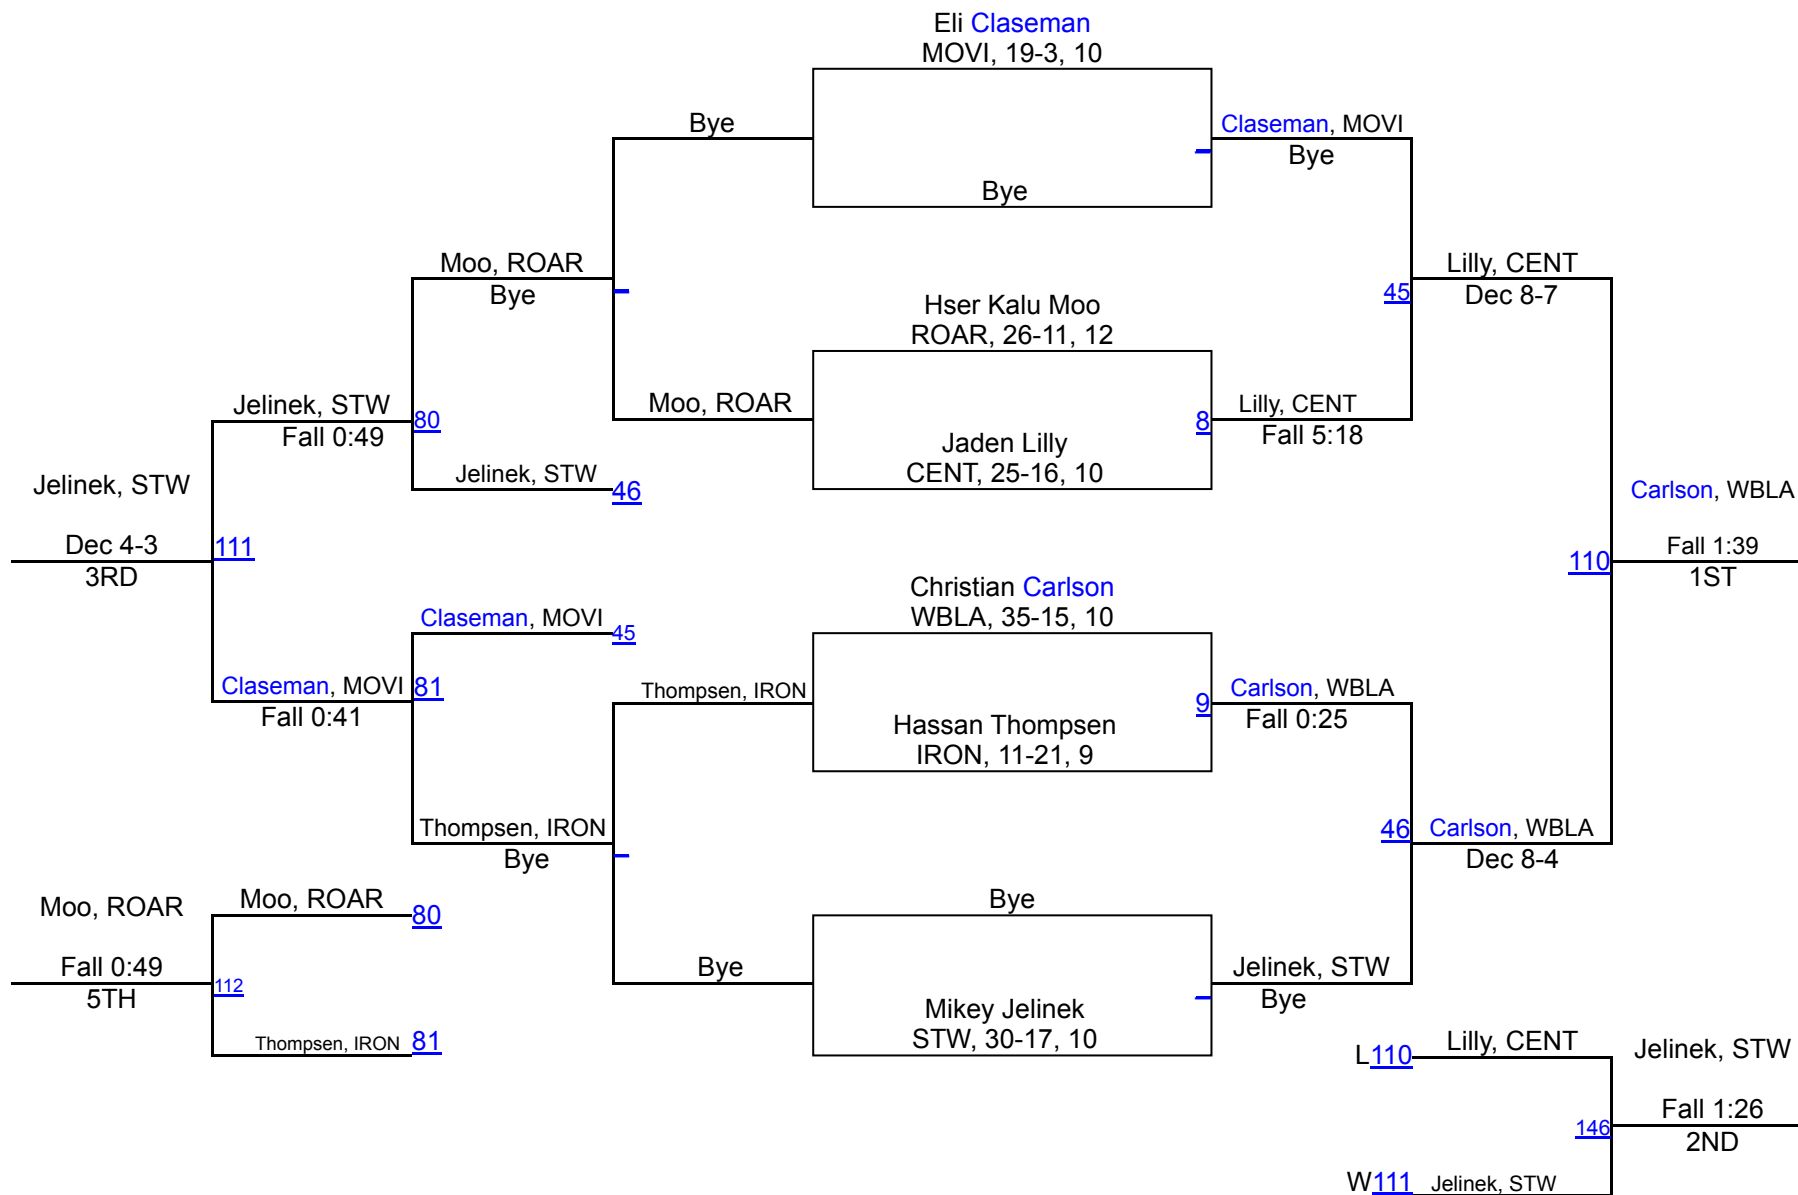 Eli Claseman
MOVI, 19-3, 10
Bye
Claseman, MOVI
Bye
Bye
Moo, ROAR
Bye
Lilly, CENT
Dec 8-7
45
Hser Kalu Moo
ROAR, 26-11, 12
Jelinek, STW
Fall 0:49
80
Moo, ROAR
8
Lilly, CENT
Fall 5:18
Jaden Lilly
CENT, 25-16, 10
Jelinek, STW
46
Jelinek, STW
Dec 4-3
3RD
111
Carlson, WBLA
Fall 1:39
1ST
110
Christian Carlson
WBLA, 35-15, 10
Claseman, MOVI
45
Claseman, MOVI
Fall 0:41
81
Thompsen, IRON
9
Carlson, WBLA
Fall 0:25
Hassan Thompsen
IRON, 11-21, 9
Thompsen, IRON
Bye
46
Carlson, WBLA
Dec 8-4
Moo, ROAR
Fall 0:49
5TH
Moo, ROAR
80
112
Thompsen, IRON
81
Bye
Bye
Jelinek, STW
Bye
Mikey Jelinek
STW, 30-17, 10
L110
Lilly, CENT
Jelinek, STW
Fall 1:26
2ND
146
W111
Jelinek, STW